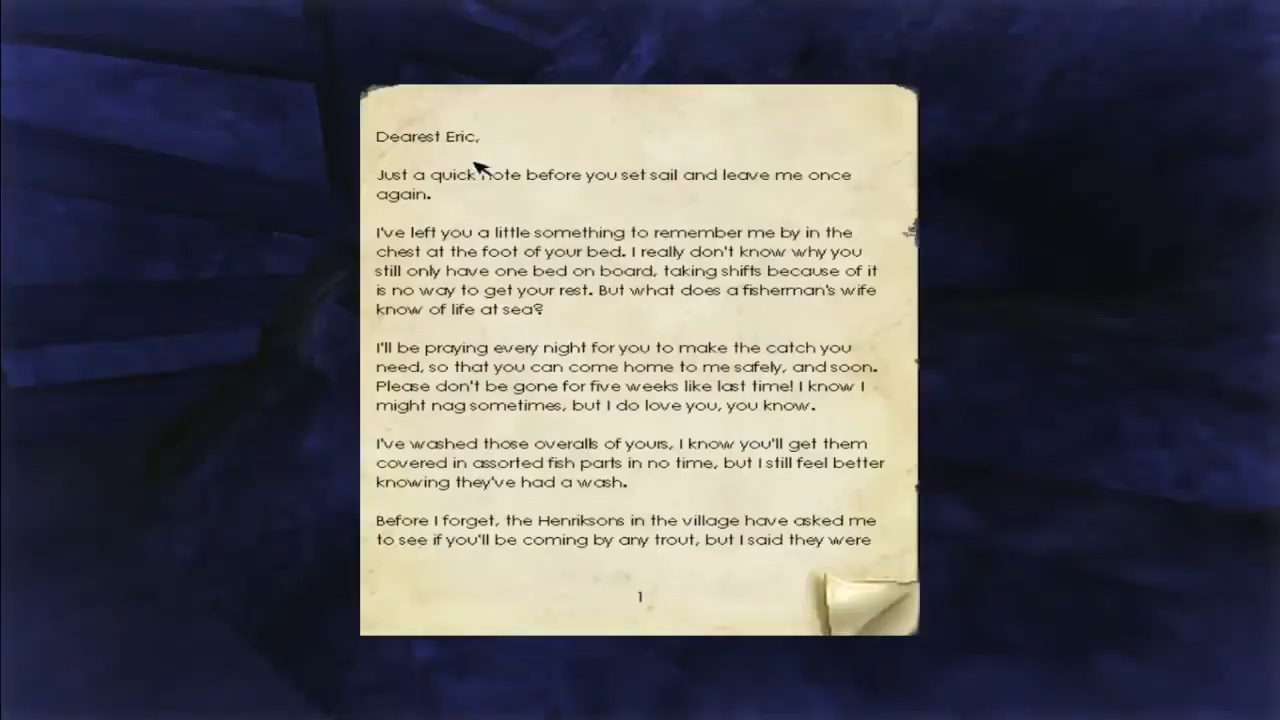 Dearest Eric,
Just a quick note before you set sail and leave me once
again.
I've left you a little something to remember me by in the
chest at the foot of your bed. I really don't know why you
still only have one bed on board, taking shifts because of it
is no way to get your rest. But what does a fisherman's wife
know of life at sea?
I'll be praying every night for you to make the catch you
need, so that you can come home to me safely, and soon.
Please don't be gone for five weeks like last time! I know I
might nag sometimes, but I do love you, you know.
I've washed those overalls of yours, I know you'll get them
covered in assorted fish parts in no time, but I still feel better
knowing they've had a wash.
Before I forget, the Henriksons in the village have asked me
to see if you'll be coming by any trout, but I said they were
1